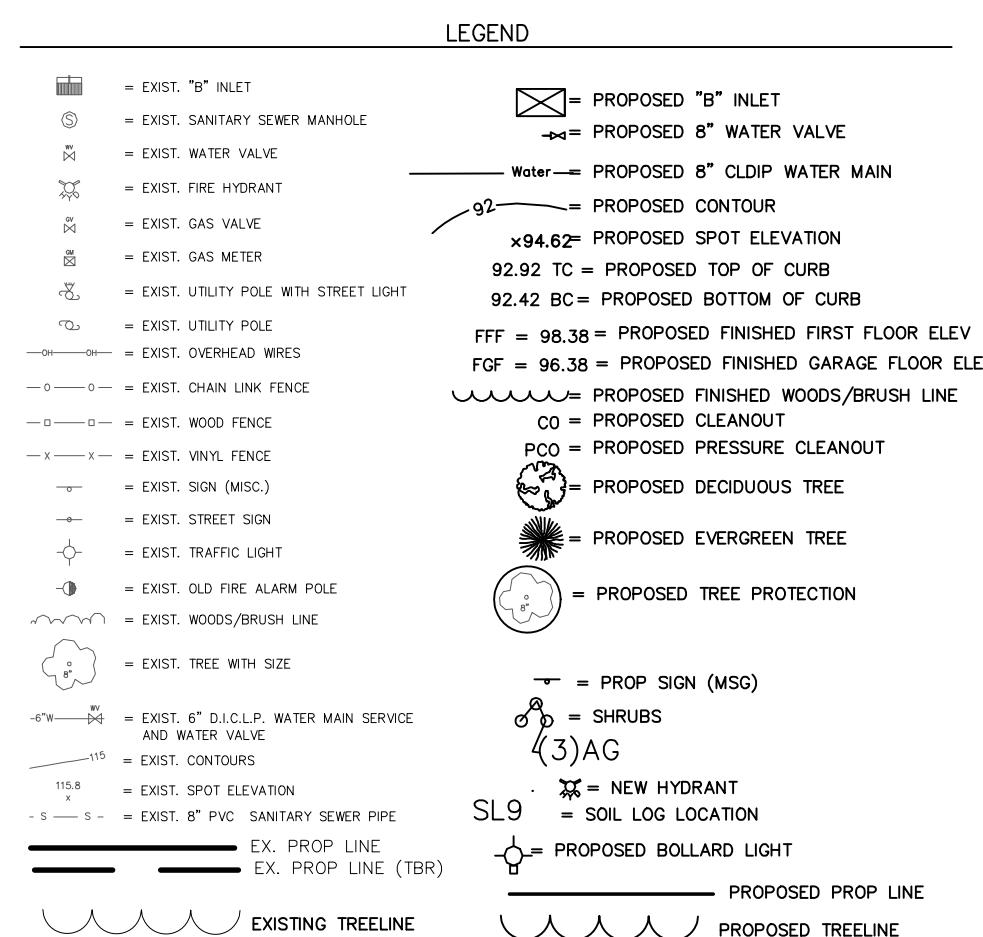 LEGEND
= EXIST. "B" INLET
S = EXIST. SANITARY SEWER MANHOLE
WV = EXIST. WATER VALVE
= EXIST. FIRE HYDRANT
GV = EXIST. GAS VALVE
GM = EXIST. GAS METER
= EXIST. UTILITY POLE WITH STREET LIGHT
= EXIST. UTILITY POLE
OH OH = EXIST. OVERHEAD WIRES
O O = EXIST. CHAIN LINK FENCE
= EXIST. WOOD FENCE
X X = EXIST. VINYL FENCE
= EXIST. SIGN (MISC.)
= EXIST. STREET SIGN
= EXIST. TRAFFIC LIGHT
= EXIST. OLD FIRE ALARM POLE
= EXIST. WOODS/BRUSH LINE
8" = EXIST. TREE WITH SIZE
-6"W WV = EXIST. 6" D.I.C.L.P. WATER MAIN SERVICE
AND WATER VALVE
115 = EXIST. CONTOURS
115.8
x = EXIST. SPOT ELEVATION
- S — S - = EXIST. 8" PVC SANITARY SEWER PIPE
EX. PROP LINE
EX. PROP LINE (TBR)
EXISTING TREELINE
= PROPOSED "B" INLET
= PROPOSED 8" WATER VALVE
Water = PROPOSED 8" CLDIP WATER MAIN
92 = PROPOSED CONTOUR
x94.62= PROPOSED SPOT ELEVATION
92.92 TC = PROPOSED TOP OF CURB
92.42 BC = PROPOSED BOTTOM OF CURB
FFF = 98.38 = PROPOSED FINISHED FIRST FLOOR ELEV
FGF = 96.38 = PROPOSED FINISHED GARAGE FLOOR ELE
= PROPOSED FINISHED WOODS/BRUSH LINE
CO = PROPOSED CLEANOUT
PCO = PROPOSED PRESSURE CLEANOUT
= PROPOSED DECIDUOUS TREE
= PROPOSED EVERGREEN TREE
8" = PROPOSED TREE PROTECTION
= PROP SIGN (MSG)
= SHRUBS
(3)AG
= NEW HYDRANT
SL9 = SOIL LOG LOCATION
= PROPOSED BOLLARD LIGHT
PROPOSED PROP LINE
PROPOSED TREELINE